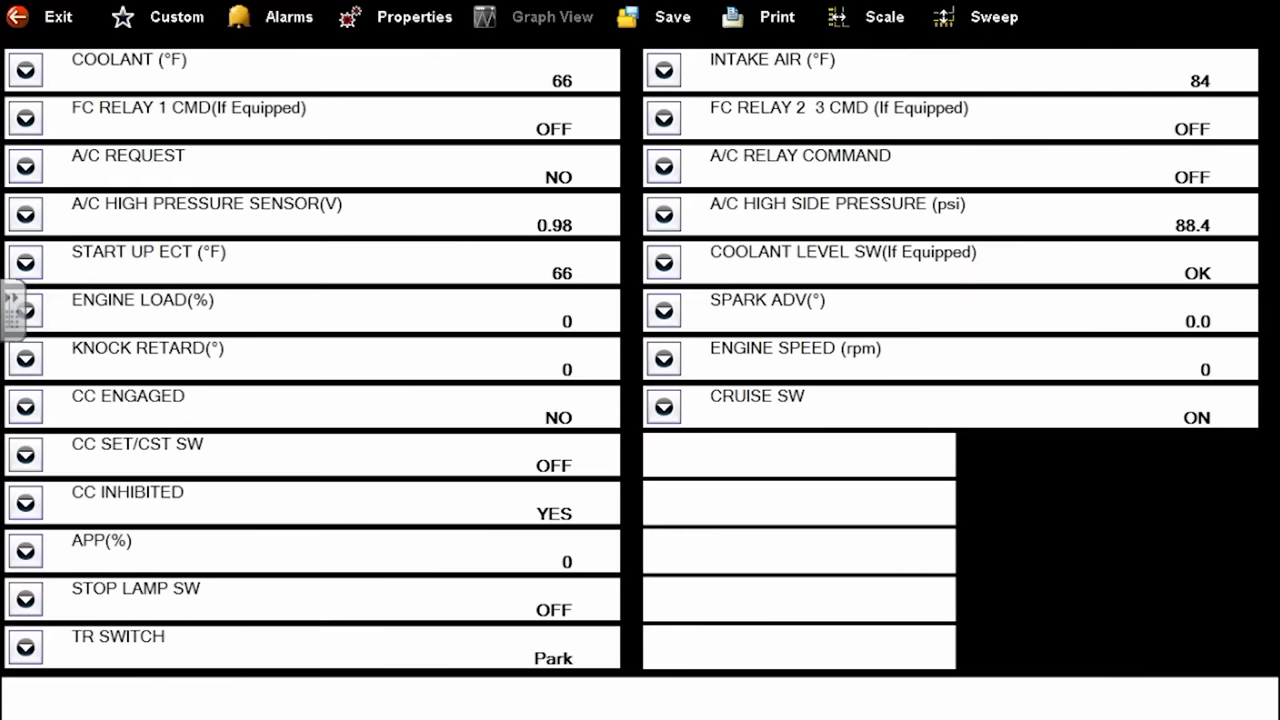 Exit Custom Alarms Properties Graph View Save Print Scale Sweep
COOLANT (°F)
66
INTAKE AIR (°F)
84
FC RELAY 1 CMD(If Equipped)
OFF
FC RELAY 2 3 CMD (If Equipped)
OFF
A/C REQUEST
NO
A/C RELAY COMMAND
OFF
A/C HIGH PRESSURE SENSOR(V)
0.98
A/C HIGH SIDE PRESSURE (psi)
88.4
START UP ECT (°F)
66
COOLANT LEVEL SW(If Equipped)
OK
ENGINE LOAD(%)
0
SPARK ADV(°)
0.0
KNOCK RETARD(°)
0
ENGINE SPEED (rpm)
0
CC ENGAGED
NO
CRUISE SW
ON
CC SET/CST SW
OFF
CC INHIBITED
YES
APP(%)
0
STOP LAMP SW
OFF
TR SWITCH
Park